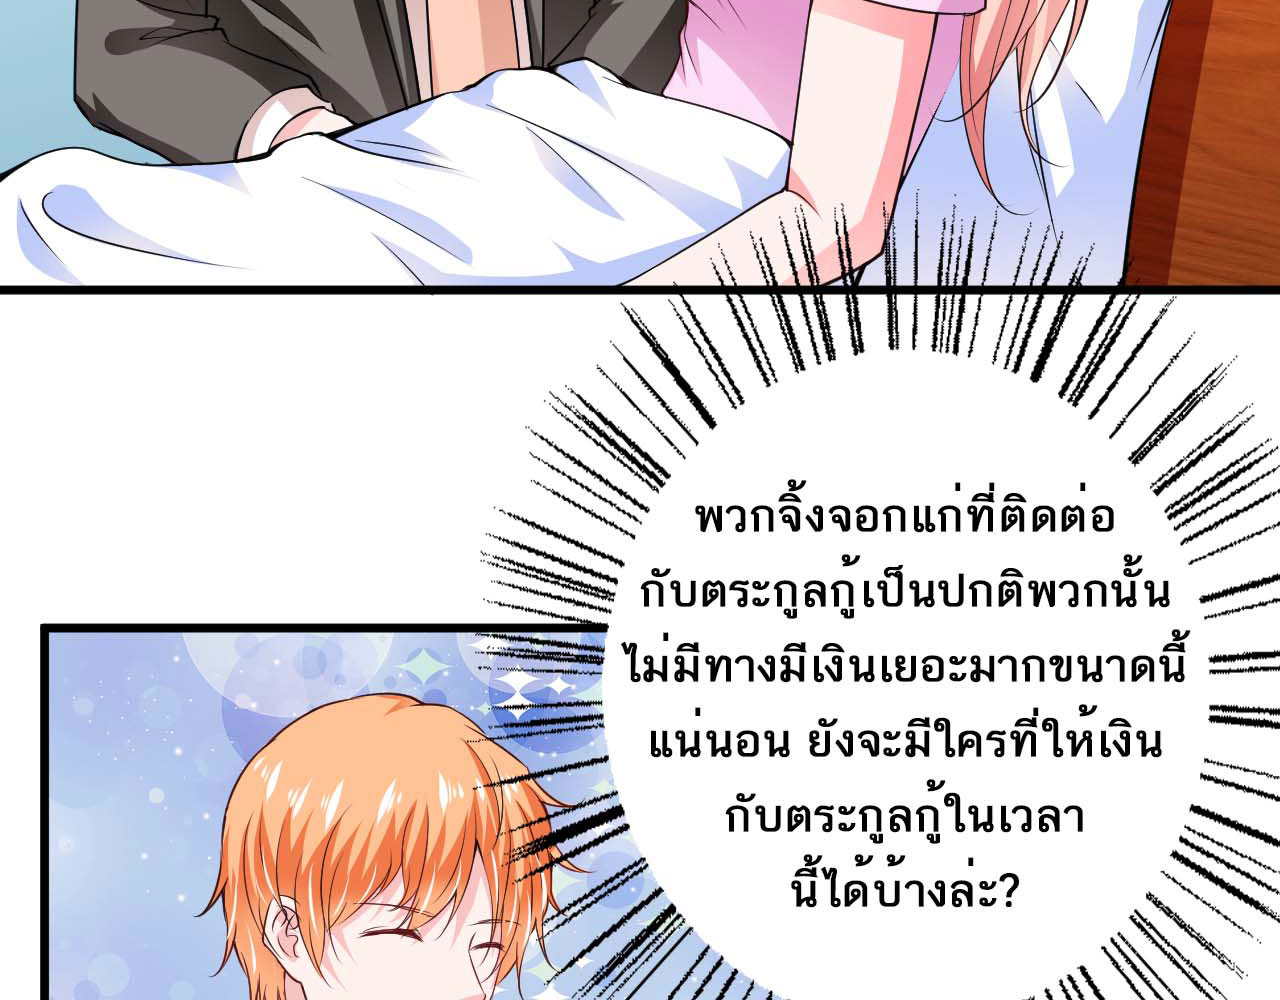 พวกจิ้งจอกแก่ที่ติดต่อ
กับตระกูลกู้เป็นปกติพวกนั้น
ไม่มีทางมีเงินเยอะมากขนาดนี้
แน่นอน ยังจะมีใครที่ให้เงิน
กับตระกูลกู้ในเวลา
นี้ได้บ้างล่ะ?